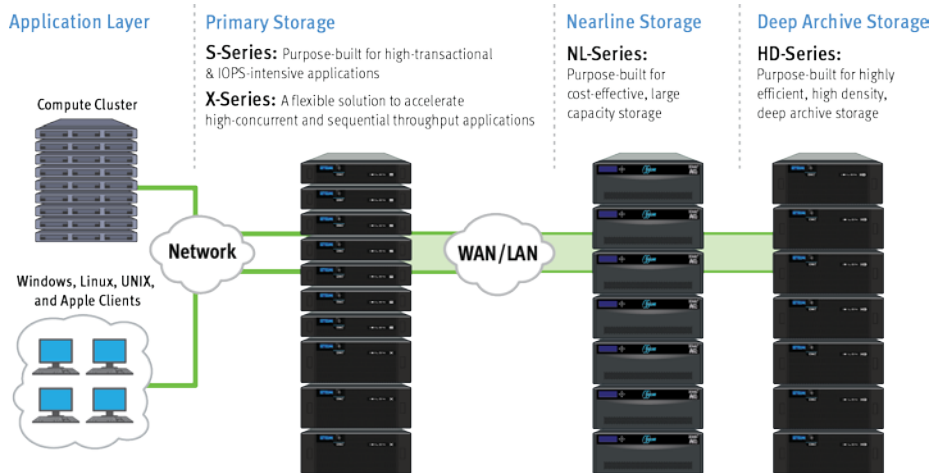 Application Layer
Primary Storage
Nearline Storage
Deep Archive Storage
S-Series: Purpose-built for high-transactional
& IOPS-intensive applications
X-Series: A flexible solution to accelerate
high-concurrent and sequential throughput applications
NL-Series:
Purpose-built for
cost-effective, large
capacity storage
HD-Series:
Purpose-built for highly
efficient, high density,
deep archive storage
Compute Cluster
Network
WAN/LAN
Windows, Linux, UNIX,
and Apple Clients